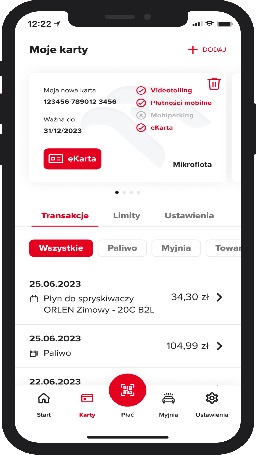 12:22
Moje karty
+ DODAJ
Moja nowa karta
123456 789012 3456
Ważna do
31/12/2023
Videotolling
Płatności mobilne
Mobiparking
eKarta
eKarta
Mikroflota
Transakcje Limity Ustawienia
Wszystkie Paliwo Myjnia Towar
25.06.2023
Płyn do spryskiwaczy
ORLEN Zimowy - 20C B2L
34,30 zł
25.06.2023
Paliwo
104,99 zł
22.06.2023
Start Karty Płać Myjnia Ustawienia